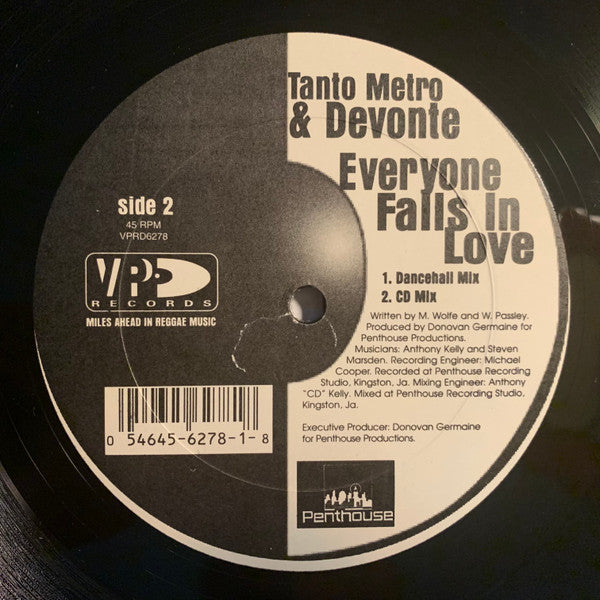 Tanto Metro
& Devonte
Everyone
Falls In
Love
1. Dancehall Mix
2. CD Mix
Written by M. Wolfe and W. Passley.
Produced by Donovan Germaine for
Penthouse Productions.
Musicians: Anthony Kelly and Steven
Marsden. Recording Engineer: Michael
Cooper. Recorded at Penthouse Recording
Studio, Kingston, Ja. Mixing Engineer: Anthony
"CD" Kelly. Mixed at Penthouse Recording Studio,
Kingston, Ja.
Executive Producer: Donovan Germaine
for Penthouse Productions.
Penthouse
side 2
45 RPM
VPRD6278
VP
RECORDS
MILES AHEAD IN REGGAE MUSIC
0 54645-6278-1-8